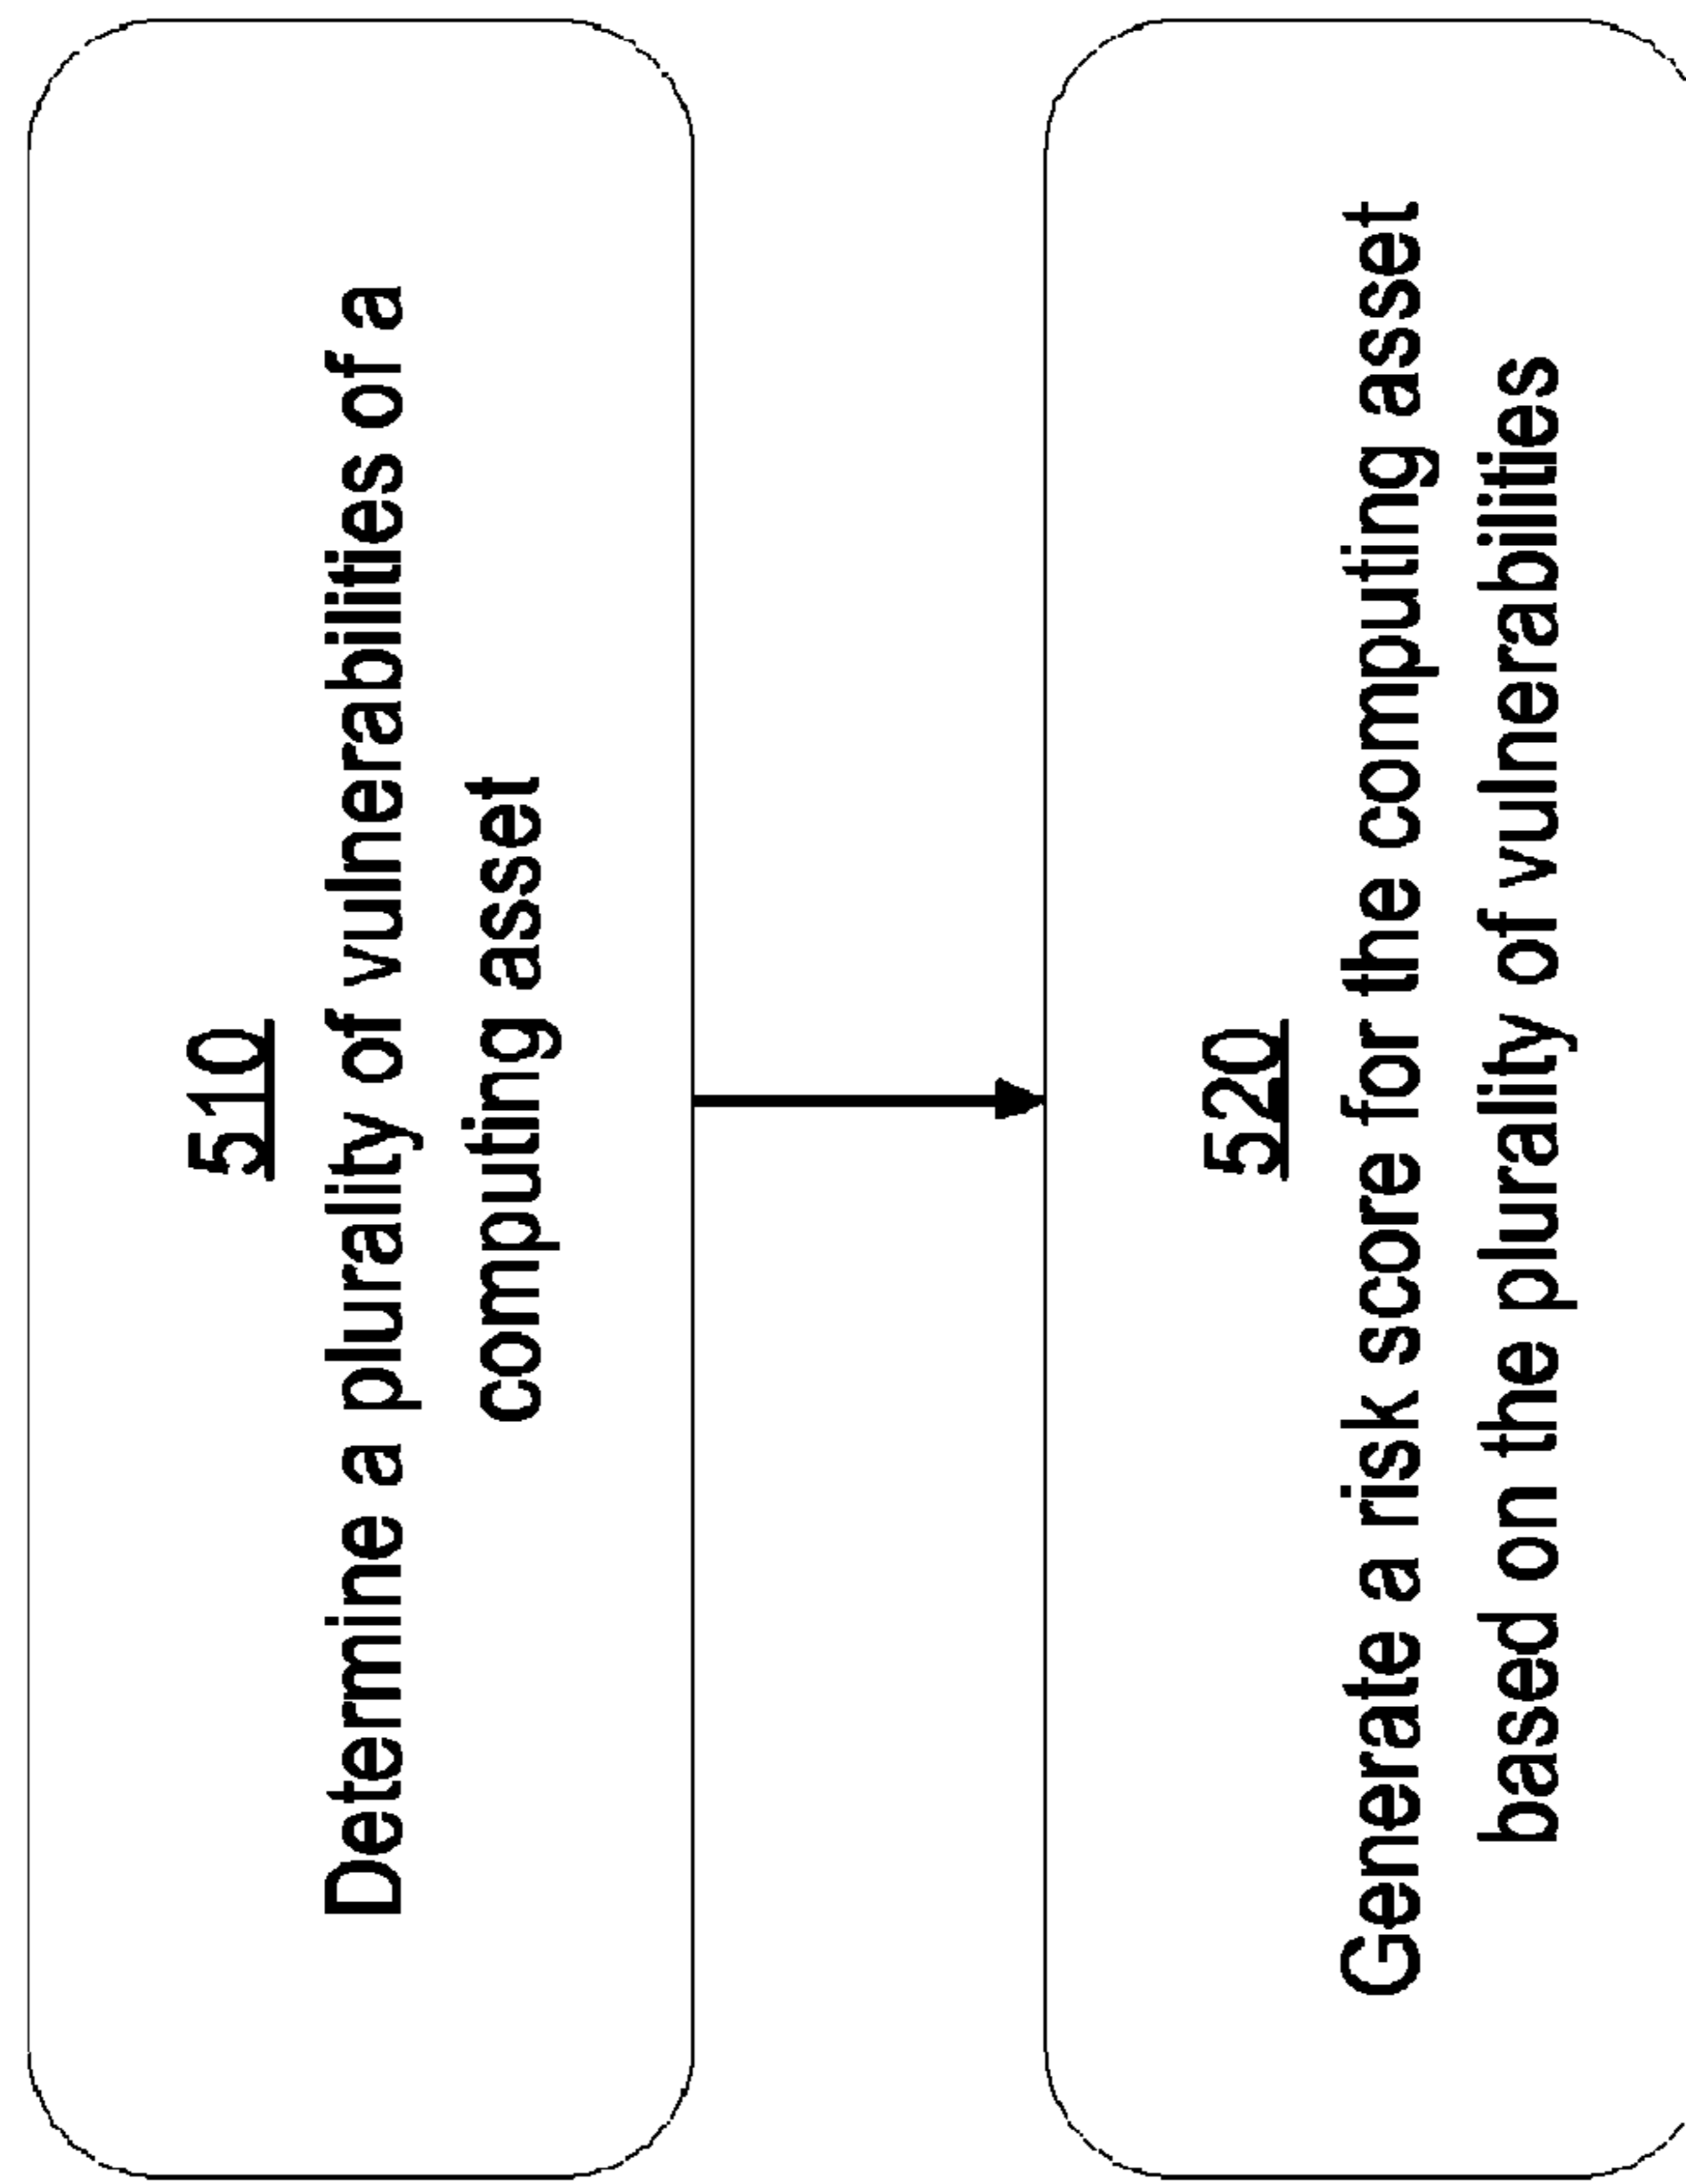 510
Determine a plurality of vulnerabilities of a
computing asset
520
Generate a risk score for the computing asset
based on the plurality of vulnerabilities